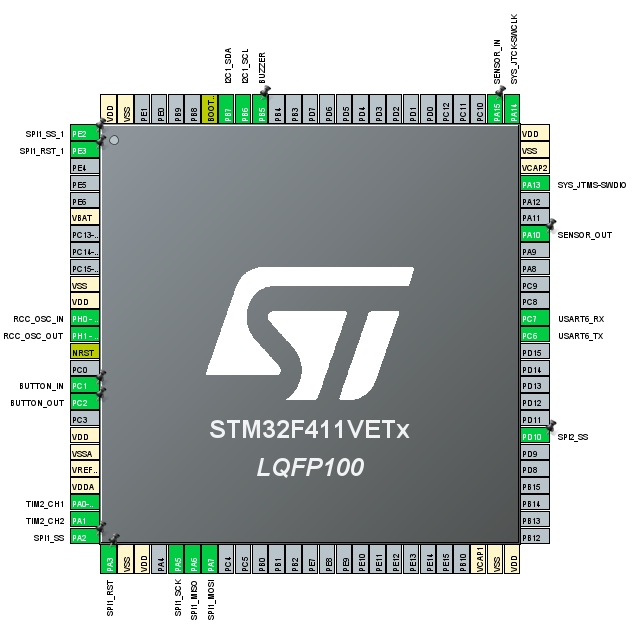 I2C1_SDA
I2C1_SCL
BUZZER
SENSOR_IN
SYS_JTCK-SWCLK
VDD
VSS
PE1
PE0
PB9
PB8
BOOT..
PB7
PB6
PB5
PB4
PB3
PD7
PD6
PD5
PD4
PD3
PD2
PD1
PD0
PC12
PC11
PC10
PA15
PA14
SPI1_SS_1 PE2
SPI1_RST_1 PE3
PE4
PE5
PE6
VBAT
PC13-..
PC14-..
PC15-..
VSS
VDD
RCC_OSC_IN PH0-..
RCC_OSC_OUT PH1-..
NRST
PC0
BUTTON_IN PC1
BUTTON_OUT PC2
PC3
VDD
VSSA
VREF..
VDDA
TIM2_CH1 PA0-..
TIM2_CH2 PA1
SPI1_SS PA2
STM32F411VETx
LQFP100
VDD
VSS
VCAP2
PA13 SYS_JTMS-SWDIO
PA12
PA11
PA10 SENSOR_OUT
PA9
PA8
PC9
PC8
PC7 USART6_RX
PC6 USART6_TX
PD15
PD14
PD13
PD12
PD11
PD10 SPI2_SS
PD9
PD8
PB15
PB14
PB13
PB12
PA3
VSS
VDD
PA4
PA5
PA6
PA7
PC4
PC5
PB0
PB1
PB2
PE7
PE8
PE9
PE10
PE11
PE12
PE13
PE14
PE15
PB10
VCAP1
VSS
VDD
SPI1_RST
SPI1_SCK
SPI1_MISO
SPI1_MOSI